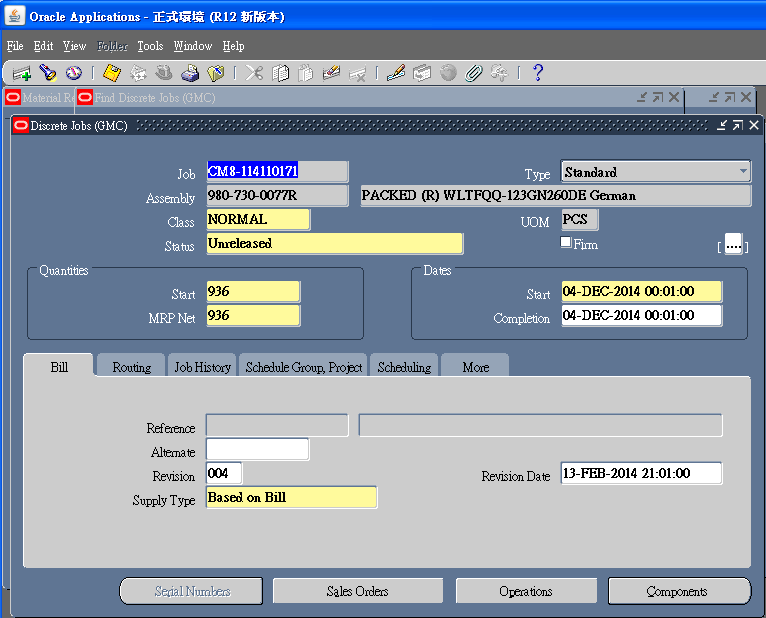 Oracle Applications - 正式環境 (R12 新版本)
File Edit View Folder Tools Window Help
Material Re Find Discrete Jobs (GMC)
Discrete Jobs (GMC)
Job CM8-114110171 Type Standard
Assembly 980-730-0077R PACKED (R) WLTFQQ-123GN260DE German
Class NORMAL UOM PCS
Status Unreleased Firm [ .... ]
Quantities Dates
Start 936 Start 04-DEC-2014 00:01:00
MRP Net 936 Completion 04-DEC-2014 00:01:00
Bill Routing Job History Schedule Group, Project Scheduling More
Reference
Alternate
Revision 004 Revision Date 13-FEB-2014 21:01:00
Supply Type Based on Bill
Serial Numbers Sales Orders Operations Components